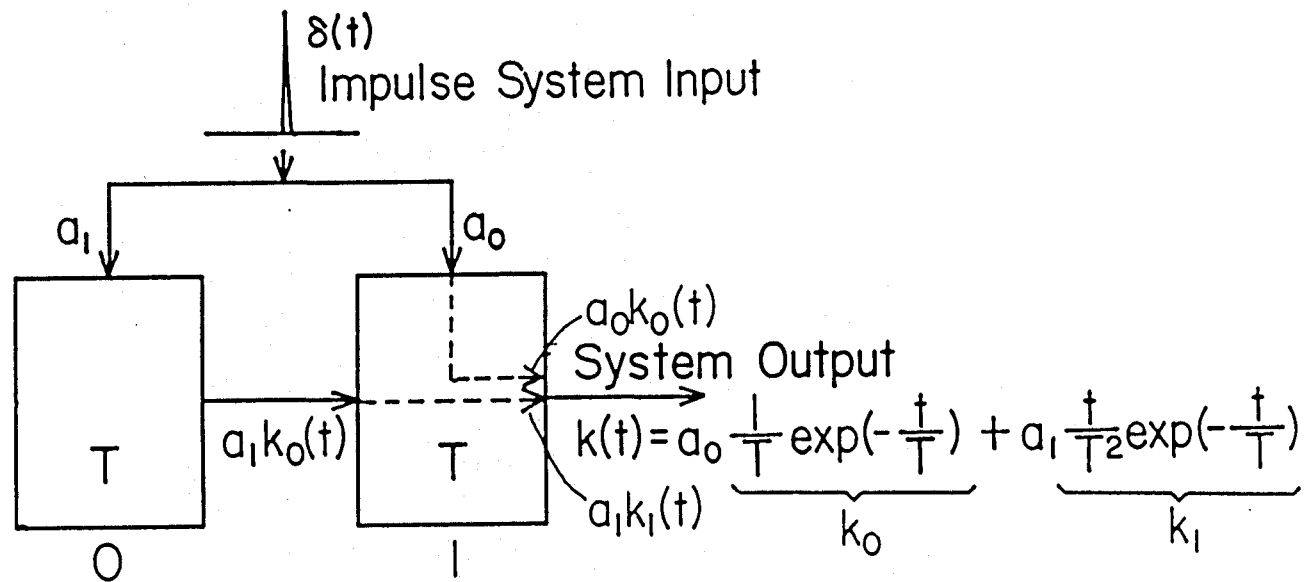 δ(t)
Impulse System Input
a₁
a₀
a₀k₀(t)
System Output
a₁k₀(t)
k(t) = a₀ 1/T exp(-t/T) + a₁ t/T² exp(-t/T)
T
T
a₁k₁(t)
k₀
k₁
0
1